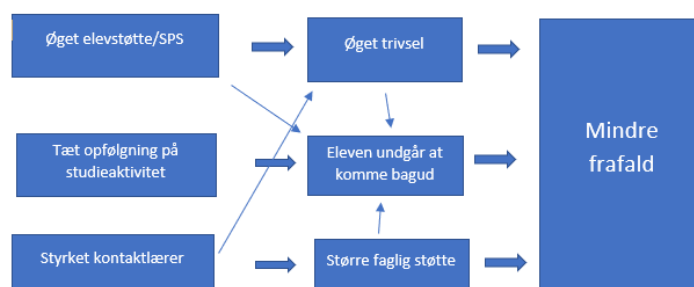 Øget elevstøtte/SPS
Øget trivsel
Tæt opfølgning på
studieaktivitet
Eleven undgår at
komme bagud
Mindre
frafald
Styrket kontaktlærer
Større faglig støtte